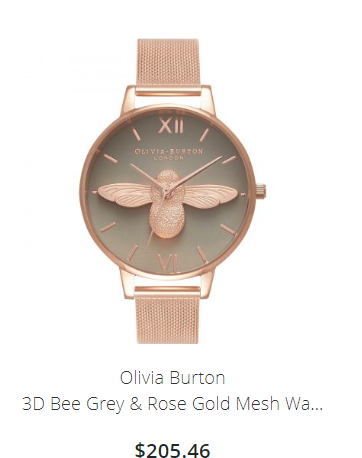 XII
OLIVIA·BURTON
LONDON
VI
Olivia Burton
3D Bee Grey & Rose Gold Mesh Wa...
$205.46